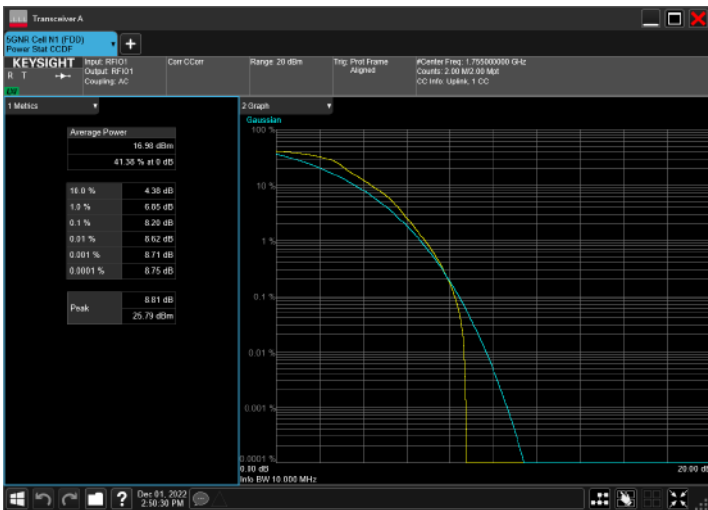 Transceiver A
5GNR Cell N1 (FDD)
Power Stat CCDF
+
KEYSIGHT
R T
Input: RFIO1
Output: RFIO1
Coupling: AC
Corr CCorr
Range: 20 dBm
Trig: Prot Frame
Aligned
#Center Freq: 1.755000000 GHz
Counts: 2.00 M/2.00 Mpt
CC Info: Uplink, 1 CC
1 Metrics
Average Power
16.98 dBm
41.38 % at 0 dB
10.0 % 4.38 dB
1.0 % 6.85 dB
0.1 % 8.20 dB
0.01 % 8.62 dB
0.001 % 8.71 dB
0.0001 % 8.75 dB
Peak
8.81 dB
25.79 dBm
2 Graph
Gaussian
100 %
10 %
1 %
0.1 %
0.01 %
0.001 %
0.0001 %
0.00 dB
20.00 dB
Info BW 10.000 MHz
?
Dec 01, 2022
2:50:30 PM